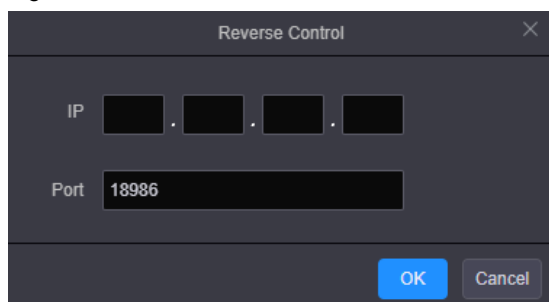 Reverse Control
IP . . .
Port 18986
OK Cancel